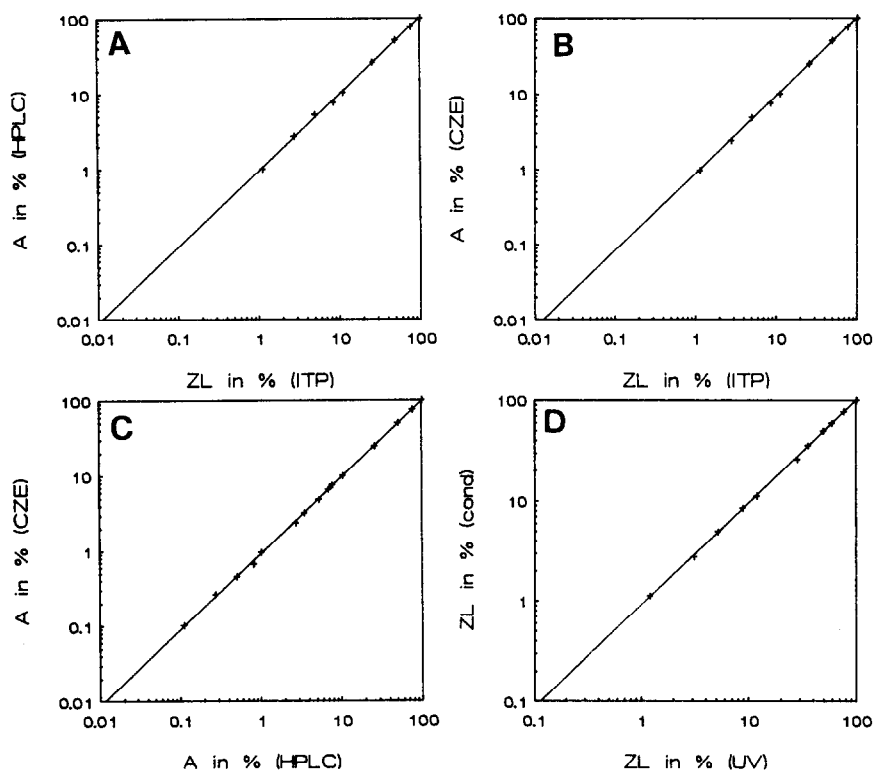 A
100
10
1
0.1
0.01
A in % (HPLC)
0.01 0.1 1 10 100
ZL in % (ITP)
B
100
10
1
0.1
0.01
A in % (CZE)
0.01 0.1 1 10 100
ZL in % (ITP)
C
100
10
1
0.1
0.01
A in % (CZE)
0.01 0.1 1 10 100
A in % (HPLC)
D
100
10
1
0.1
ZL in % (cond)
0.1 1 10 100
ZL in % (UV)